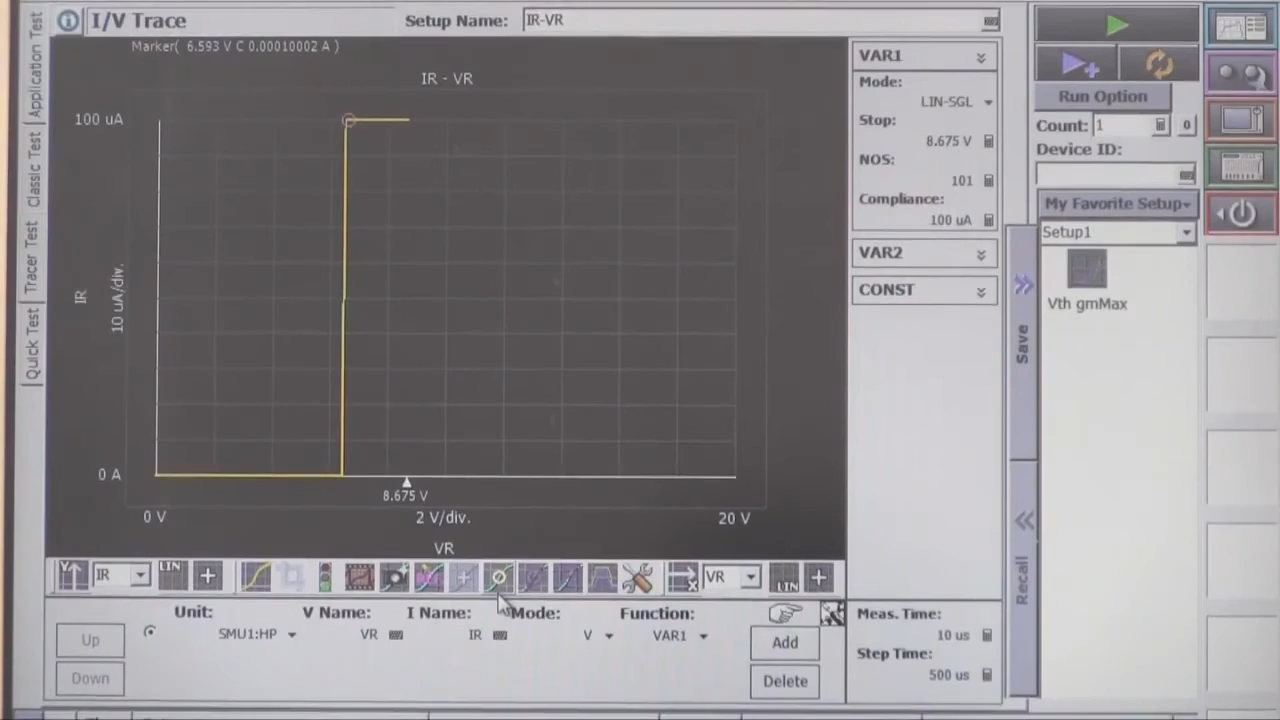 I/V Trace
Setup Name: IR-VR
Marker( 6.593 V C 0.00010002 A )
IR - VR
100 uA
IR
10 uA/div.
0 A
8.675 V
0 V
2 V/div.
20 V
VR
Application Test
Classic Test
Tracer Test
Quick Test
VAR1
Mode:
LIN-SGL
Stop:
8.675 V
NOS:
101
Compliance:
100 uA
VAR2
CONST
Save
Recall
Run Option
Count: 1 0
Device ID:
My Favorite Setup
Setup1
Vth gmMax
Y IR LIN
X VR LIN
Unit: V Name: I Name: Mode: Function:
Up SMU1:HP VR IR V VAR1 Add
Down Delete
Meas. Time:
10 us
Step Time:
500 us